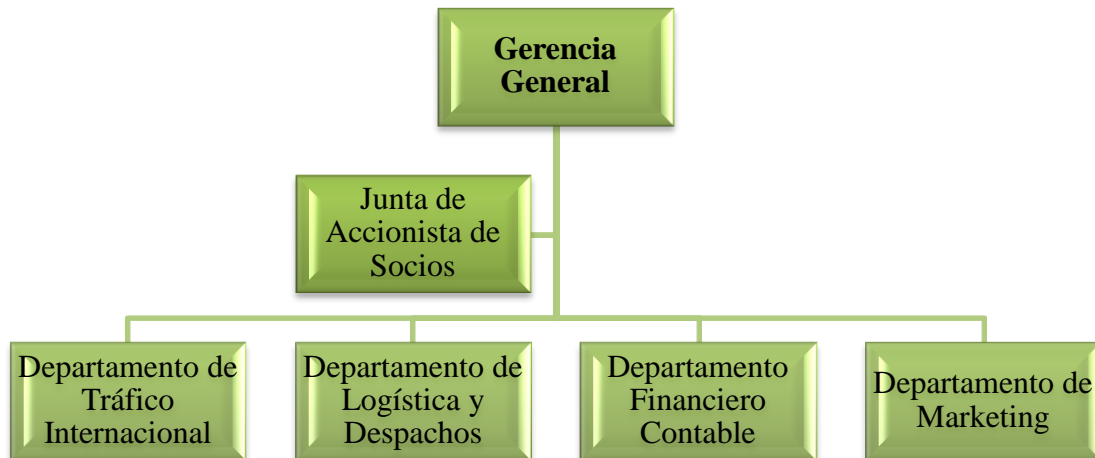 Gerencia
General
Junta de
Accionista de
Socios
Departamento de
Tráfico
Internacional
Departamento de
Logística y
Despachos
Departamento
Financiero
Contable
Departamento de
Marketing